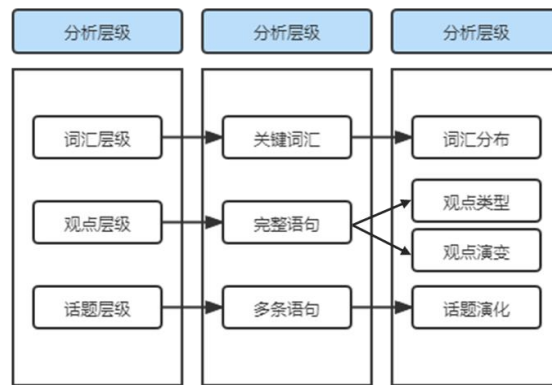 分析层级 分析层级 分析层级
词汇层级 关键词汇 词汇分布
观点类型
观点层级 完整语句
观点演变
话题层级 多条语句 话题演化